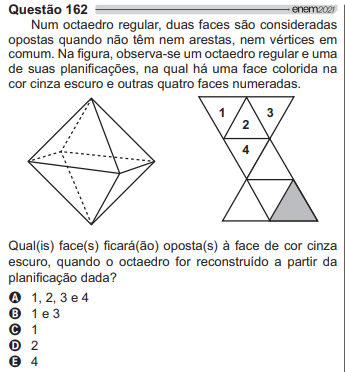 Questão 162 enem2021
Num octaedro regular, duas faces são consideradas
opostas quando não têm nem arestas, nem vértices em
comum. Na figura, observa-se um octaedro regular e uma
de suas planificações, na qual há uma face colorida na
cor cinza escuro e outras quatro faces numeradas.
1 3
2
4
Qual(is) face(s) ficará(ão) oposta(s) à face de cor cinza
escuro, quando o octaedro for reconstruído a partir da
planificação dada?
A 1, 2, 3 e 4
B 1 e 3
C 1
D 2
E 4